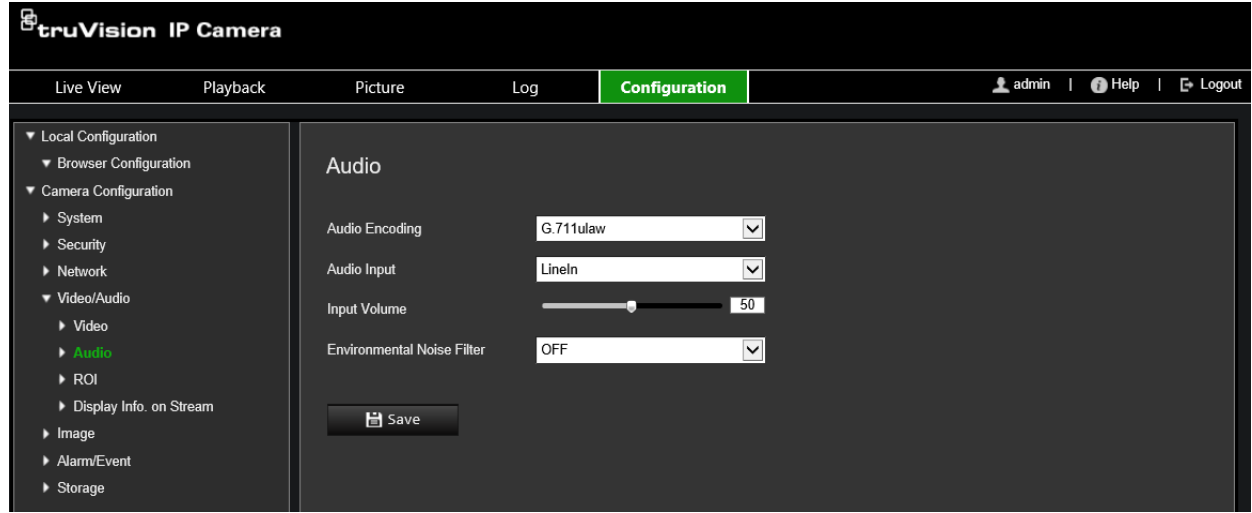 truVision IP Camera
Live View Playback Picture Log Configuration admin | Help | Logout
Local Configuration
Browser Configuration
Camera Configuration
System
Security
Network
Video/Audio
Video
Audio
ROI
Display Info. on Stream
Image
Alarm/Event
Storage
Audio
Audio Encoding G.711ulaw
Audio Input LineIn
Input Volume 50
Environmental Noise Filter OFF
Save